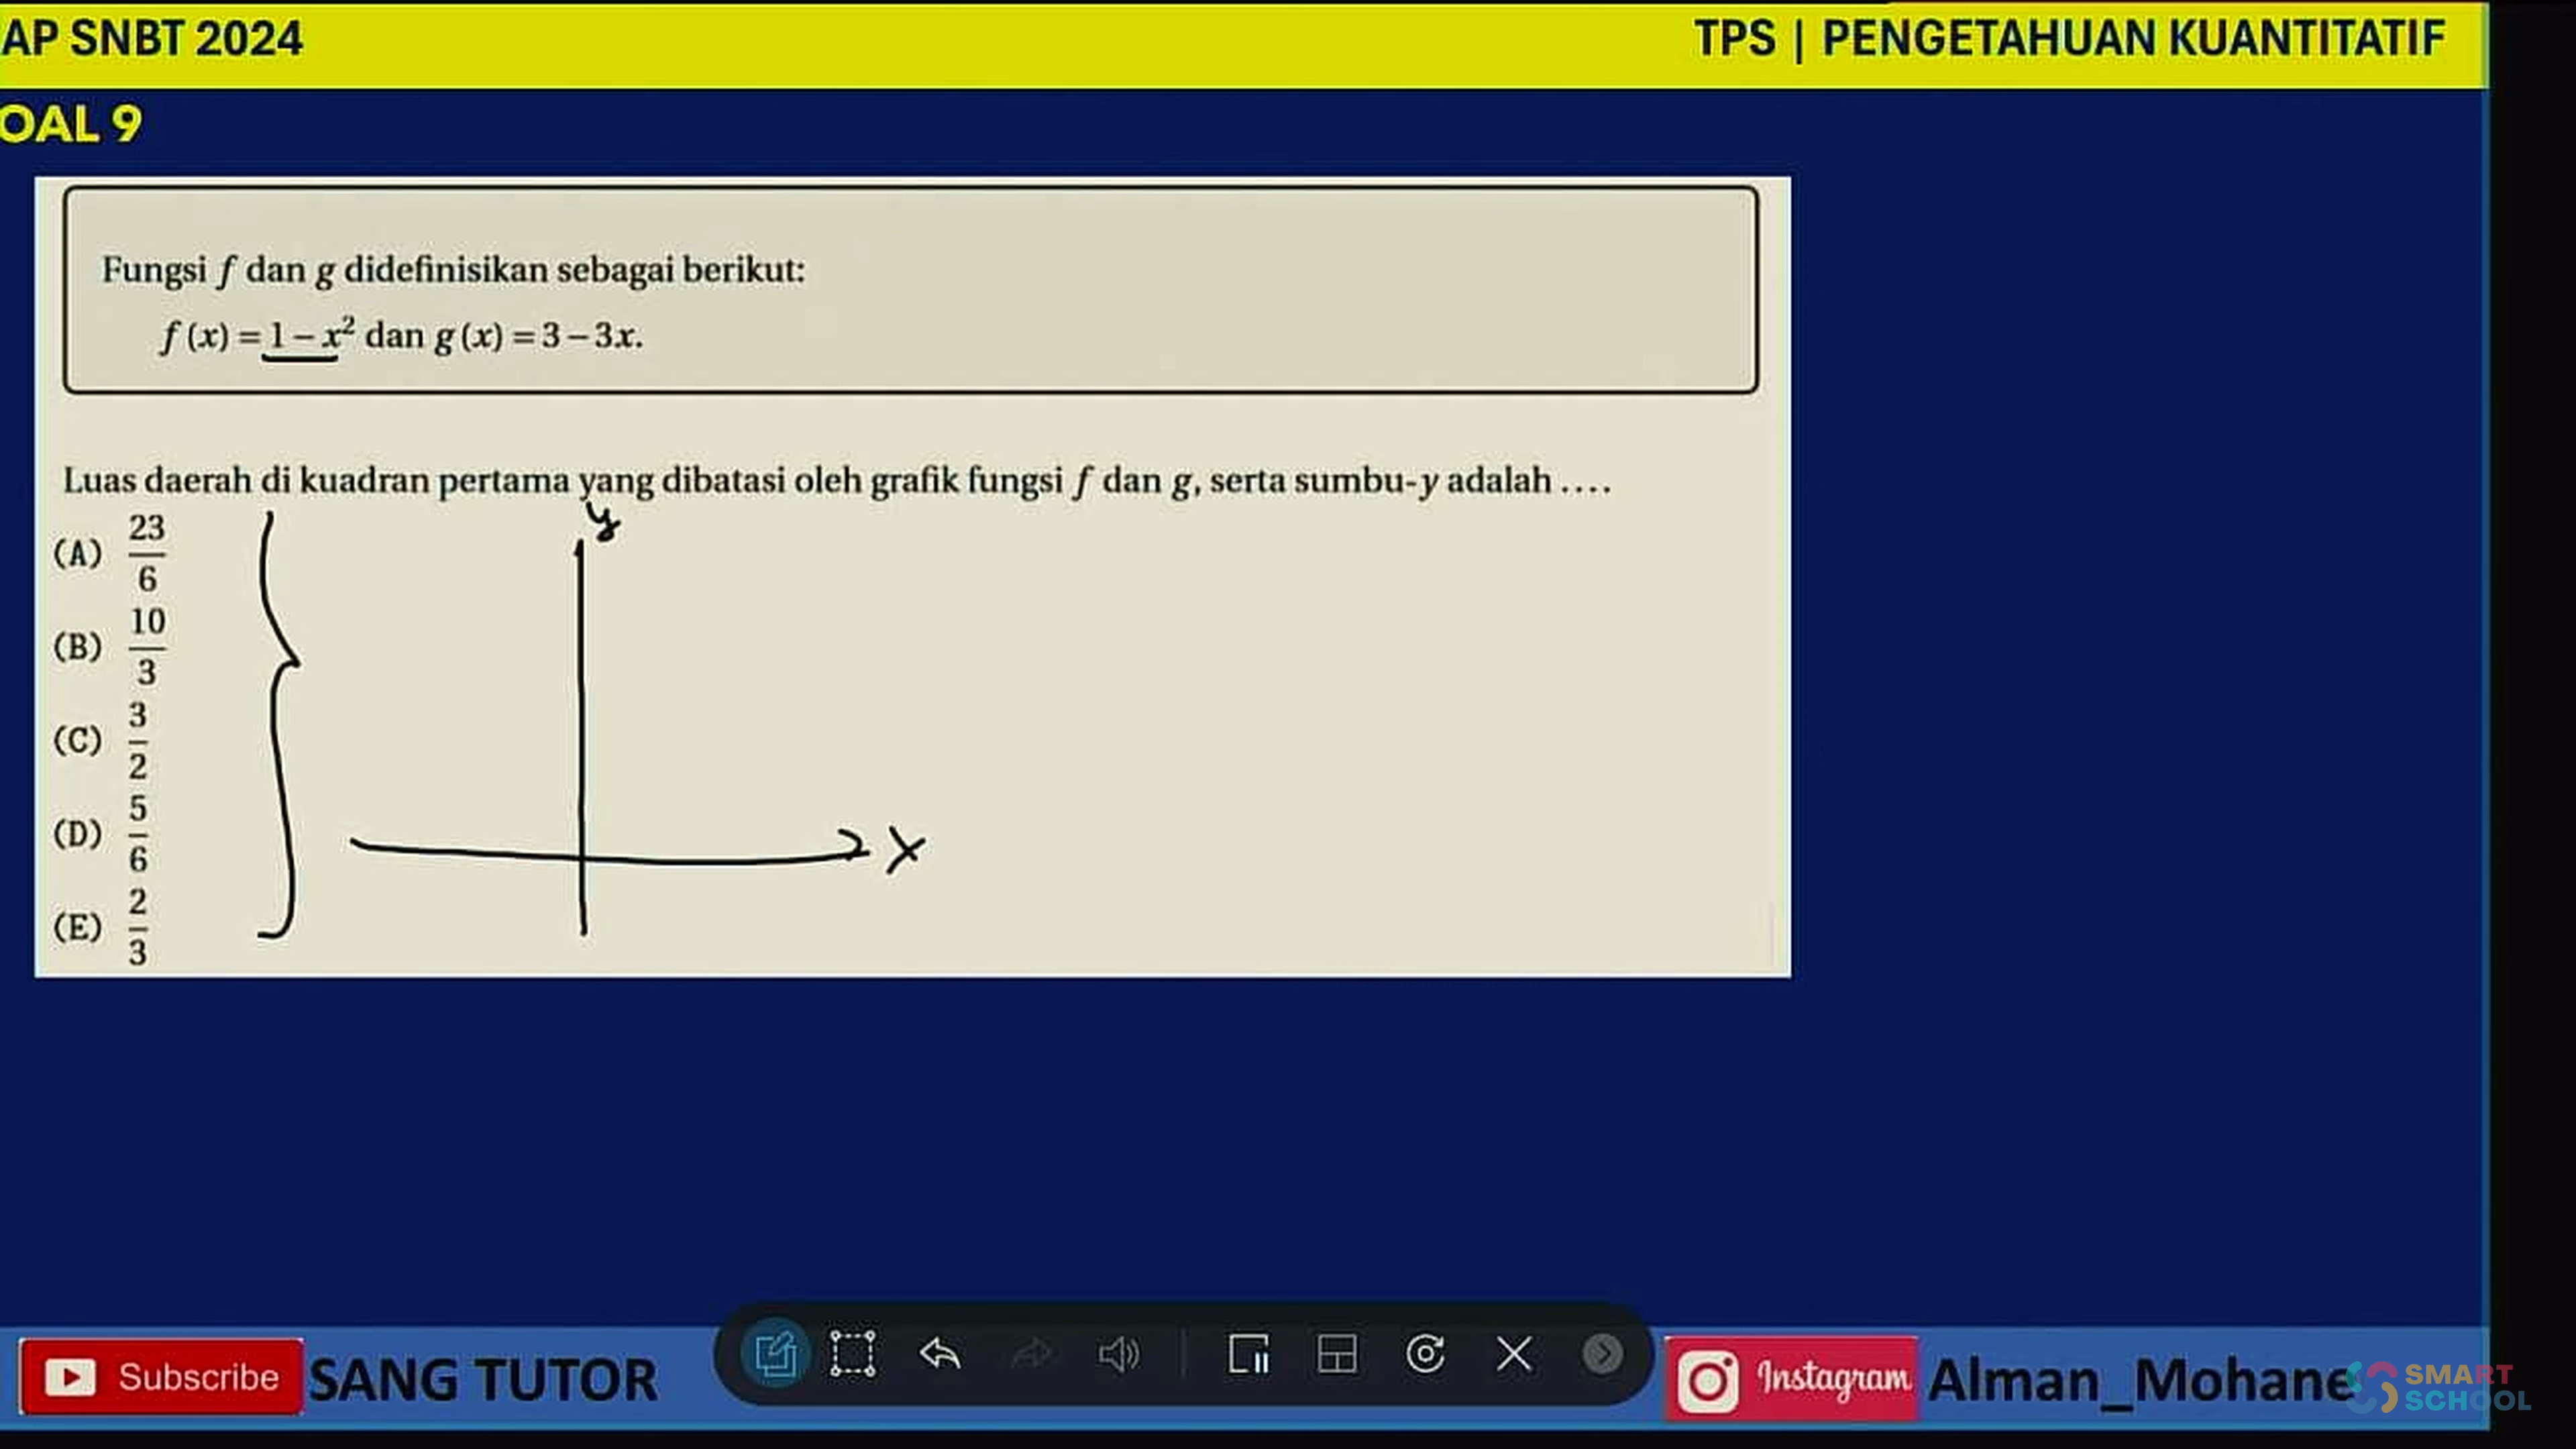 AP SNBT 2024
TPS | PENGETAHUAN KUANTITATIF
OAL 9
Fungsi f dan g didefinisikan sebagai berikut:
f (x) = 1 – x² dan g (x) = 3 – 3x.
Luas daerah di kuadran pertama yang dibatasi oleh grafik fungsi f dan g, serta sumbu-y adalah ....
y
(A) 23/6
(B) 10/3
(C) 3/2
(D) 5/6
(E) 2/3
x
Subscribe SANG TUTOR
Instagram Alman_Mohane
SMART
SCHOOL